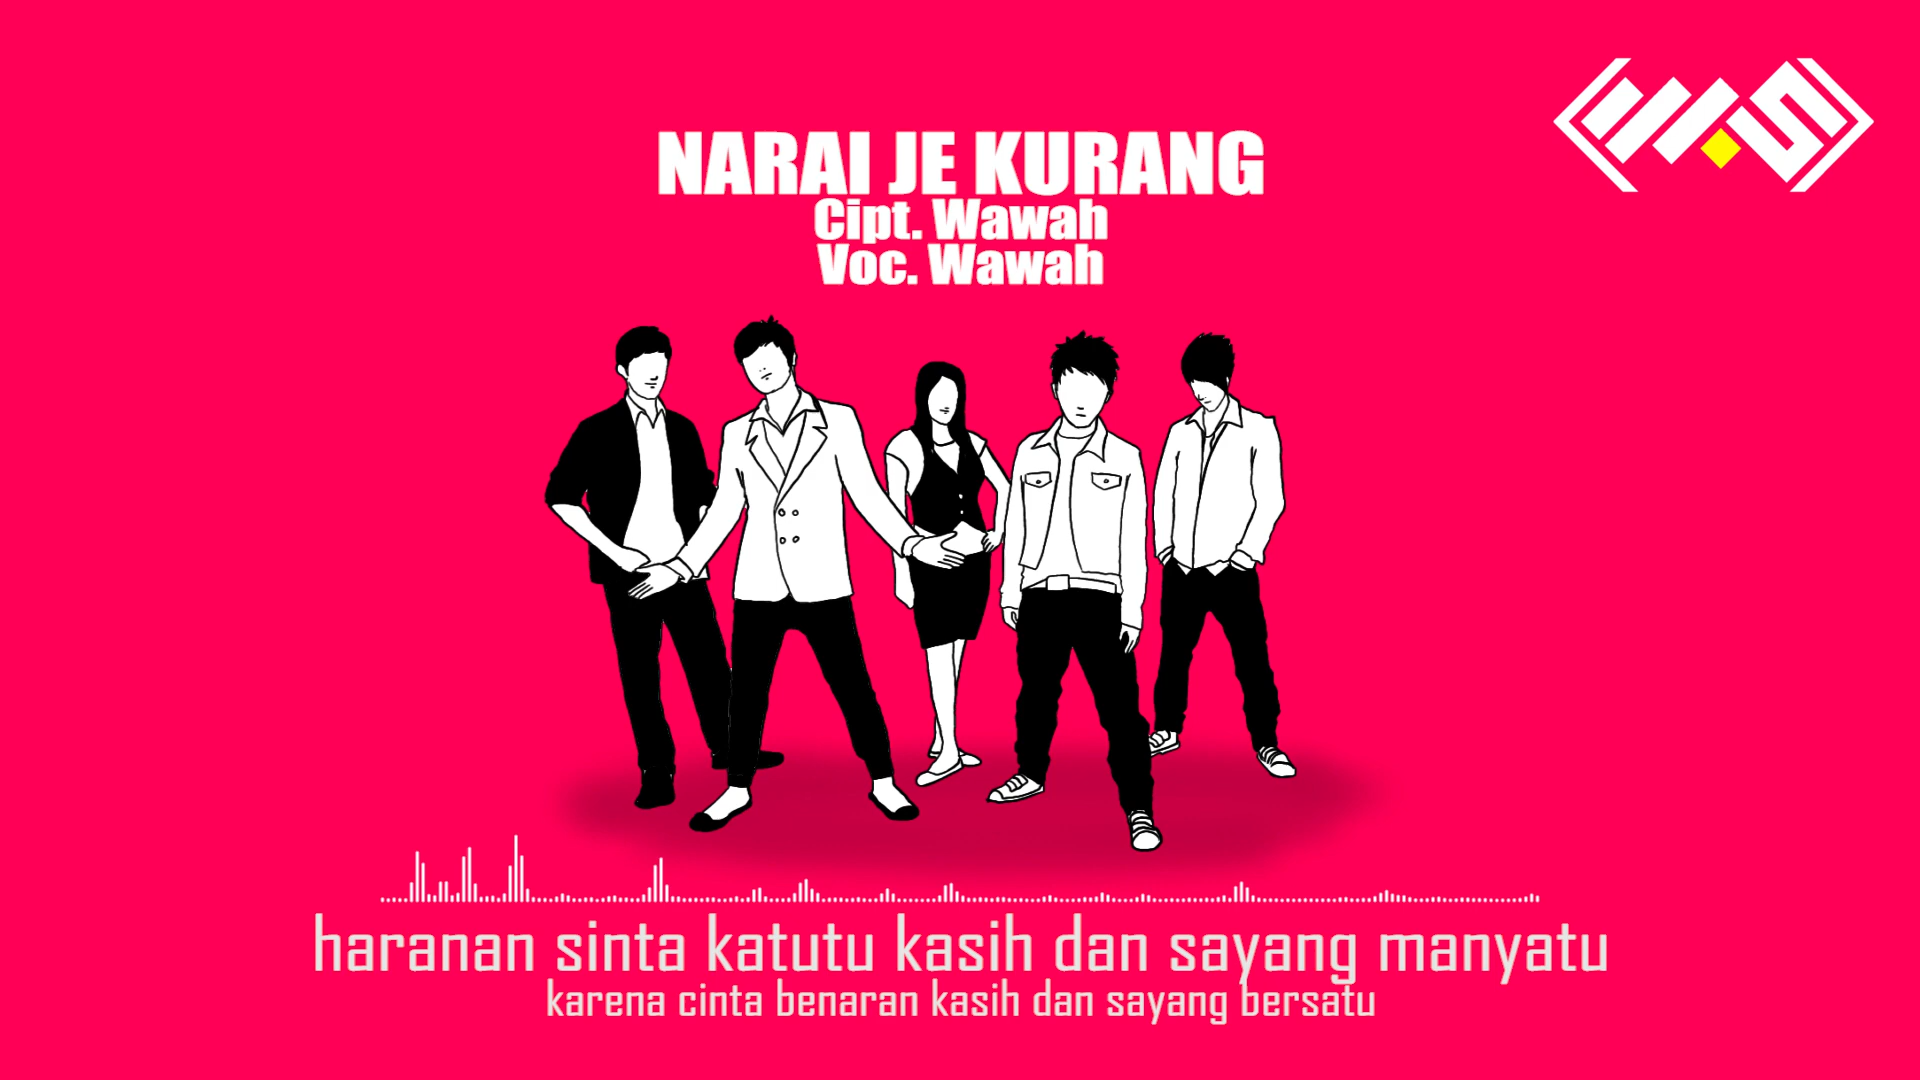 NARAI JE KURANG
Cipt. Wawah
Voc. Wawah
haranan sinta katutu kasih dan sayang manyatu
karena cinta benaran kasih dan sayang bersatu